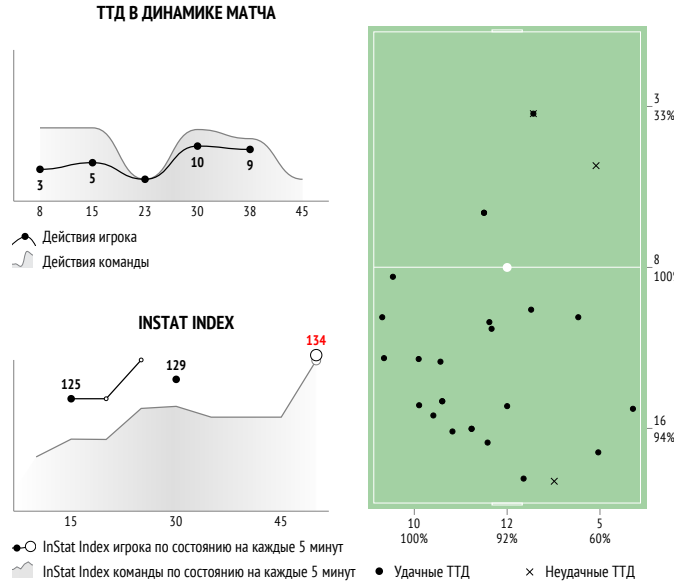 ТТД В ДИНАМИКЕ МАТЧА
3
5
10
9
8 15 23 30 38 45
Действия игрока
Действия команды
INSTAT INDEX
125
129
134
15 30 45
InStat Index игрока по состоянию на каждые 5 минут
InStat Index команды по состоянию на каждые 5 минут
3
33%
8
100%
16
94%
10 12 5
100% 92% 60%
Удачные ТТД
Неудачные ТТД